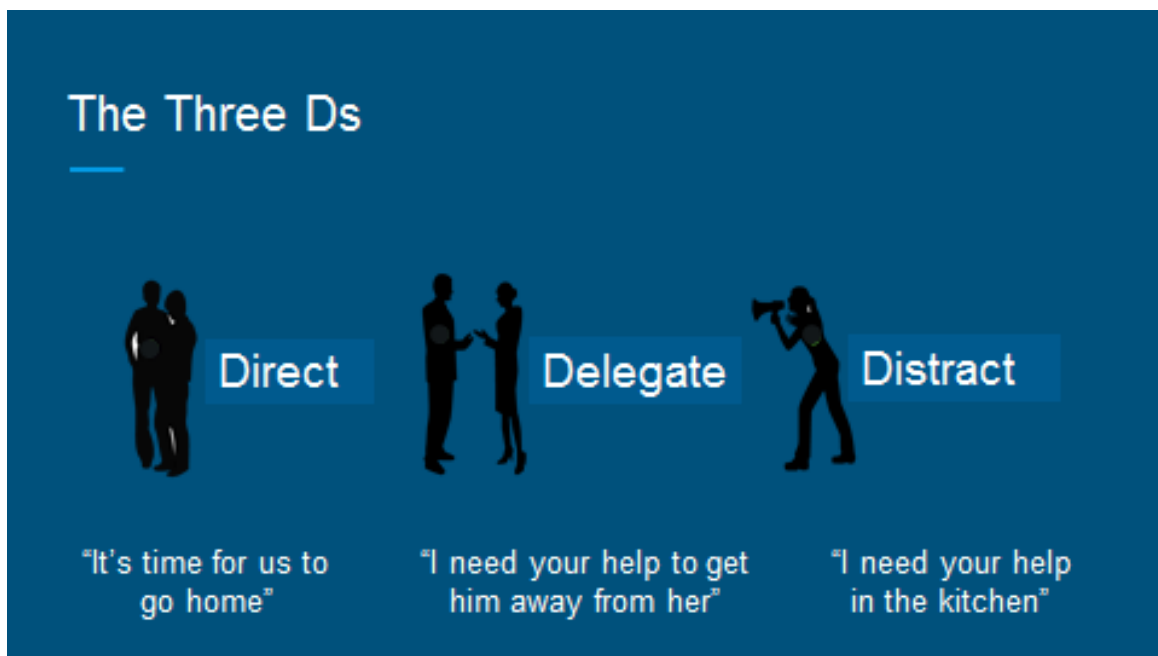 The Three Ds
Direct
Delegate
Distract
“It's time for us to
go home”
“I need your help to get
him away from her”
“I need your help
in the kitchen”